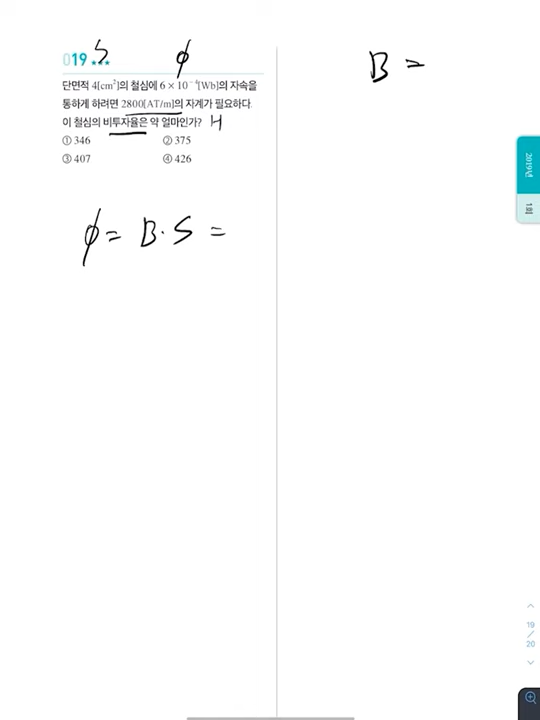 S φ
019 ★★★
단면적 4[cm²]의 철심에 6 × 10⁻⁴[Wb]의 자속을
통하게 하려면 2800[AT/m]의 자계가 필요하다.
이 철심의 비투자율은 약 얼마인가? H
① 346 ② 375
③ 407 ④ 426
φ = B · S =
B =
2019년
1회
19
/
20